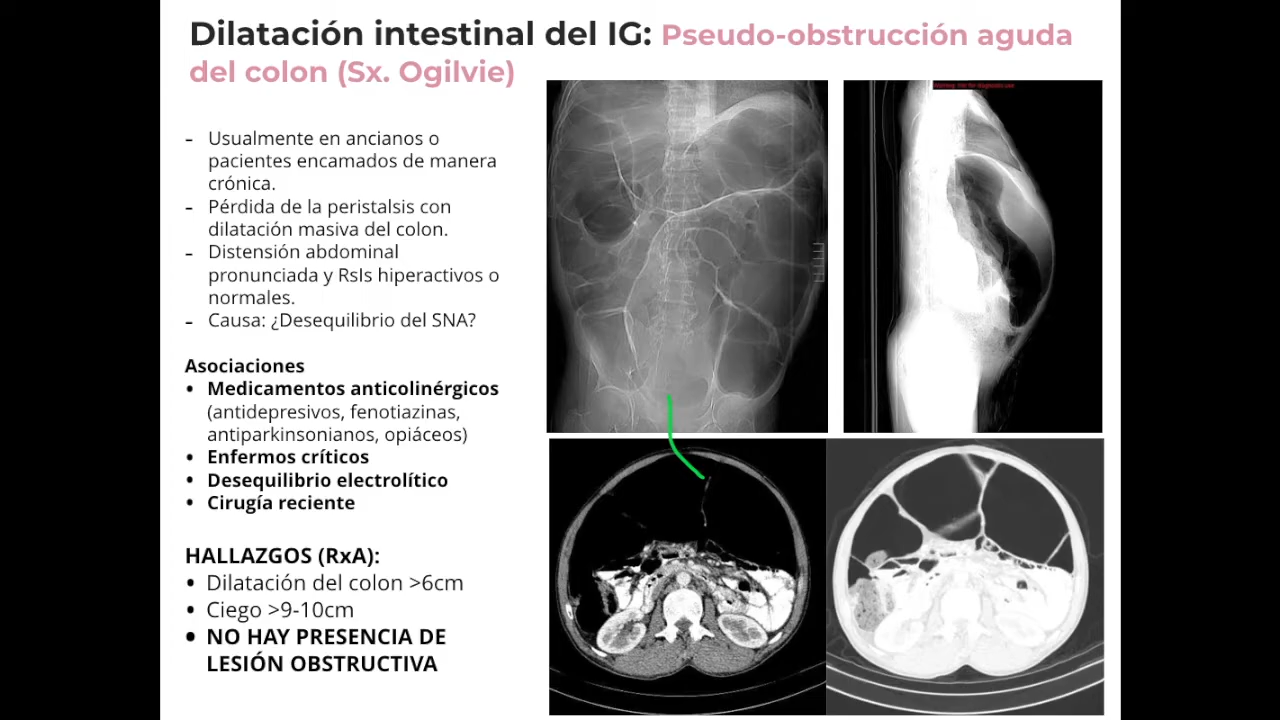 Dilatación intestinal del IG: Pseudo-obstrucción aguda
del colon (Sx. Ogilvie)
- Usualmente en ancianos o
pacientes encamados de manera
crónica.
- Pérdida de la peristalsis con
dilatación masiva del colon.
- Distensión abdominal
pronunciada y RsIs hiperactivos o
normales.
- Causa: ¿Desequilibrio del SNA?
Asociaciones
• Medicamentos anticolinérgicos
(antidepresivos, fenotiazinas,
antiparkinsonianos, opiáceos)
• Enfermos críticos
• Desequilibrio electrolítico
• Cirugía reciente
HALLAZGOS (RxA):
• Dilatación del colon >6cm
• Ciego >9-10cm
• NO HAY PRESENCIA DE
LESIÓN OBSTRUCTIVA